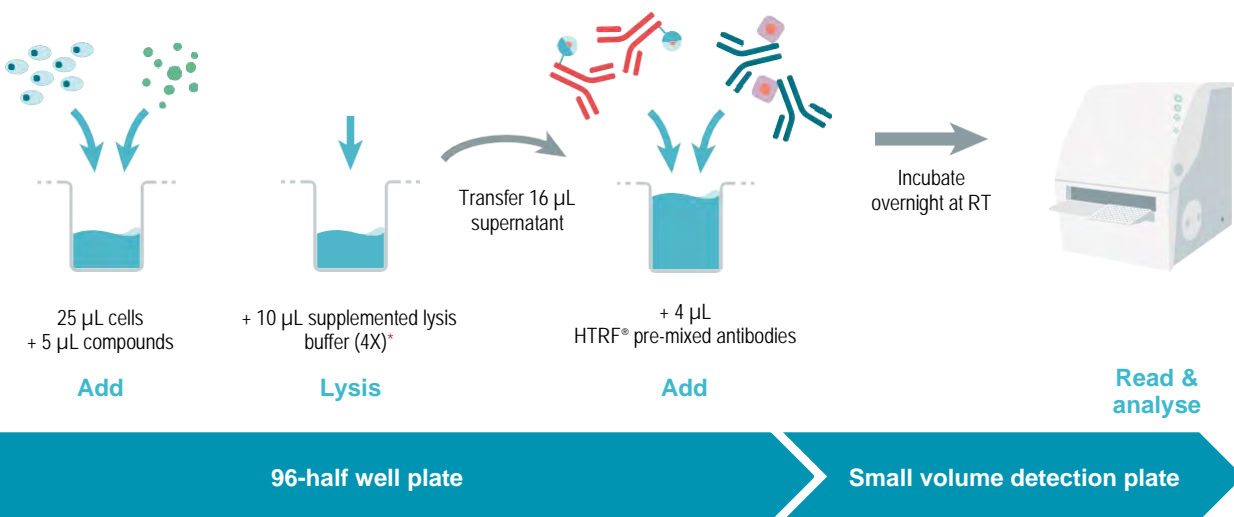 25 µL cells
+ 5 µL compounds
Add
+ 10 µL supplemented lysis
buffer (4X)*
Lysis
Transfer 16 µL
supernatant
+ 4 µL
HTRF® pre-mixed antibodies
Add
Incubate
overnight at RT
Read &
analyse
96-half well plate
Small volume detection plate